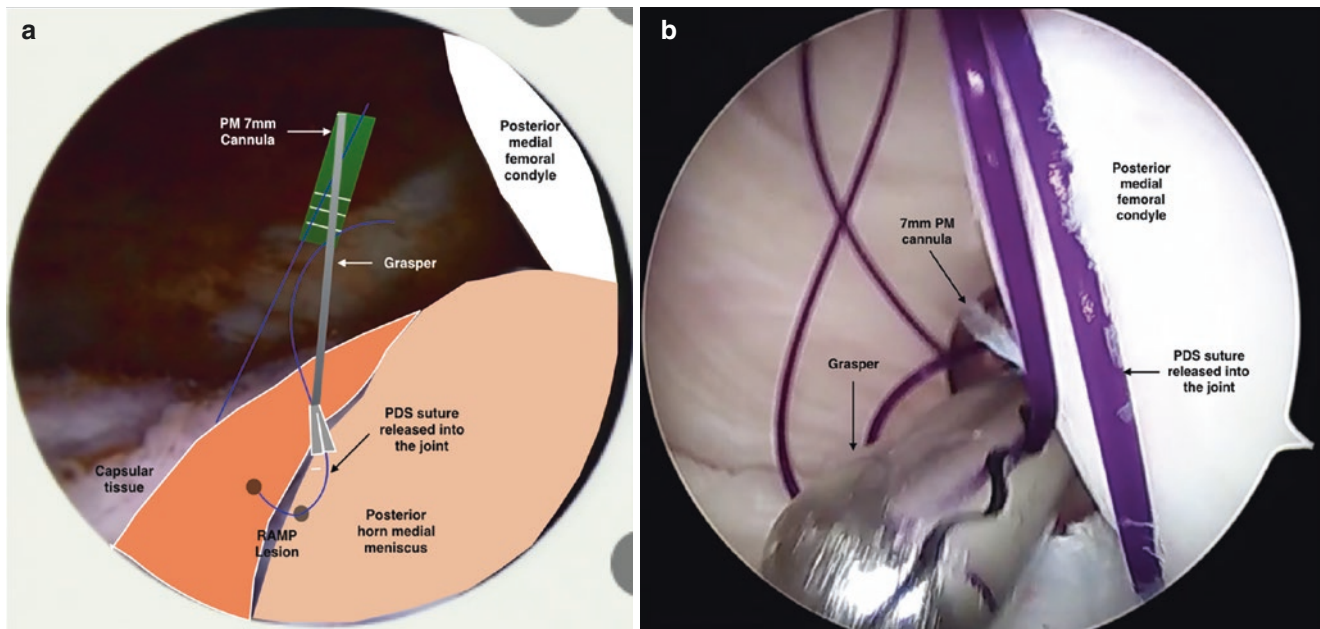 a
PM 7mm
Cannula
Posterior
medial
femoral
condyle
Grasper
PDS suture
released into
the joint
Capsular
tissue
RAMP
Lesion
Posterior
horn medial
meniscus
b
Posterior
medial
femoral
condyle
7mm PM
cannula
Grasper
PDS suture
released into
the joint